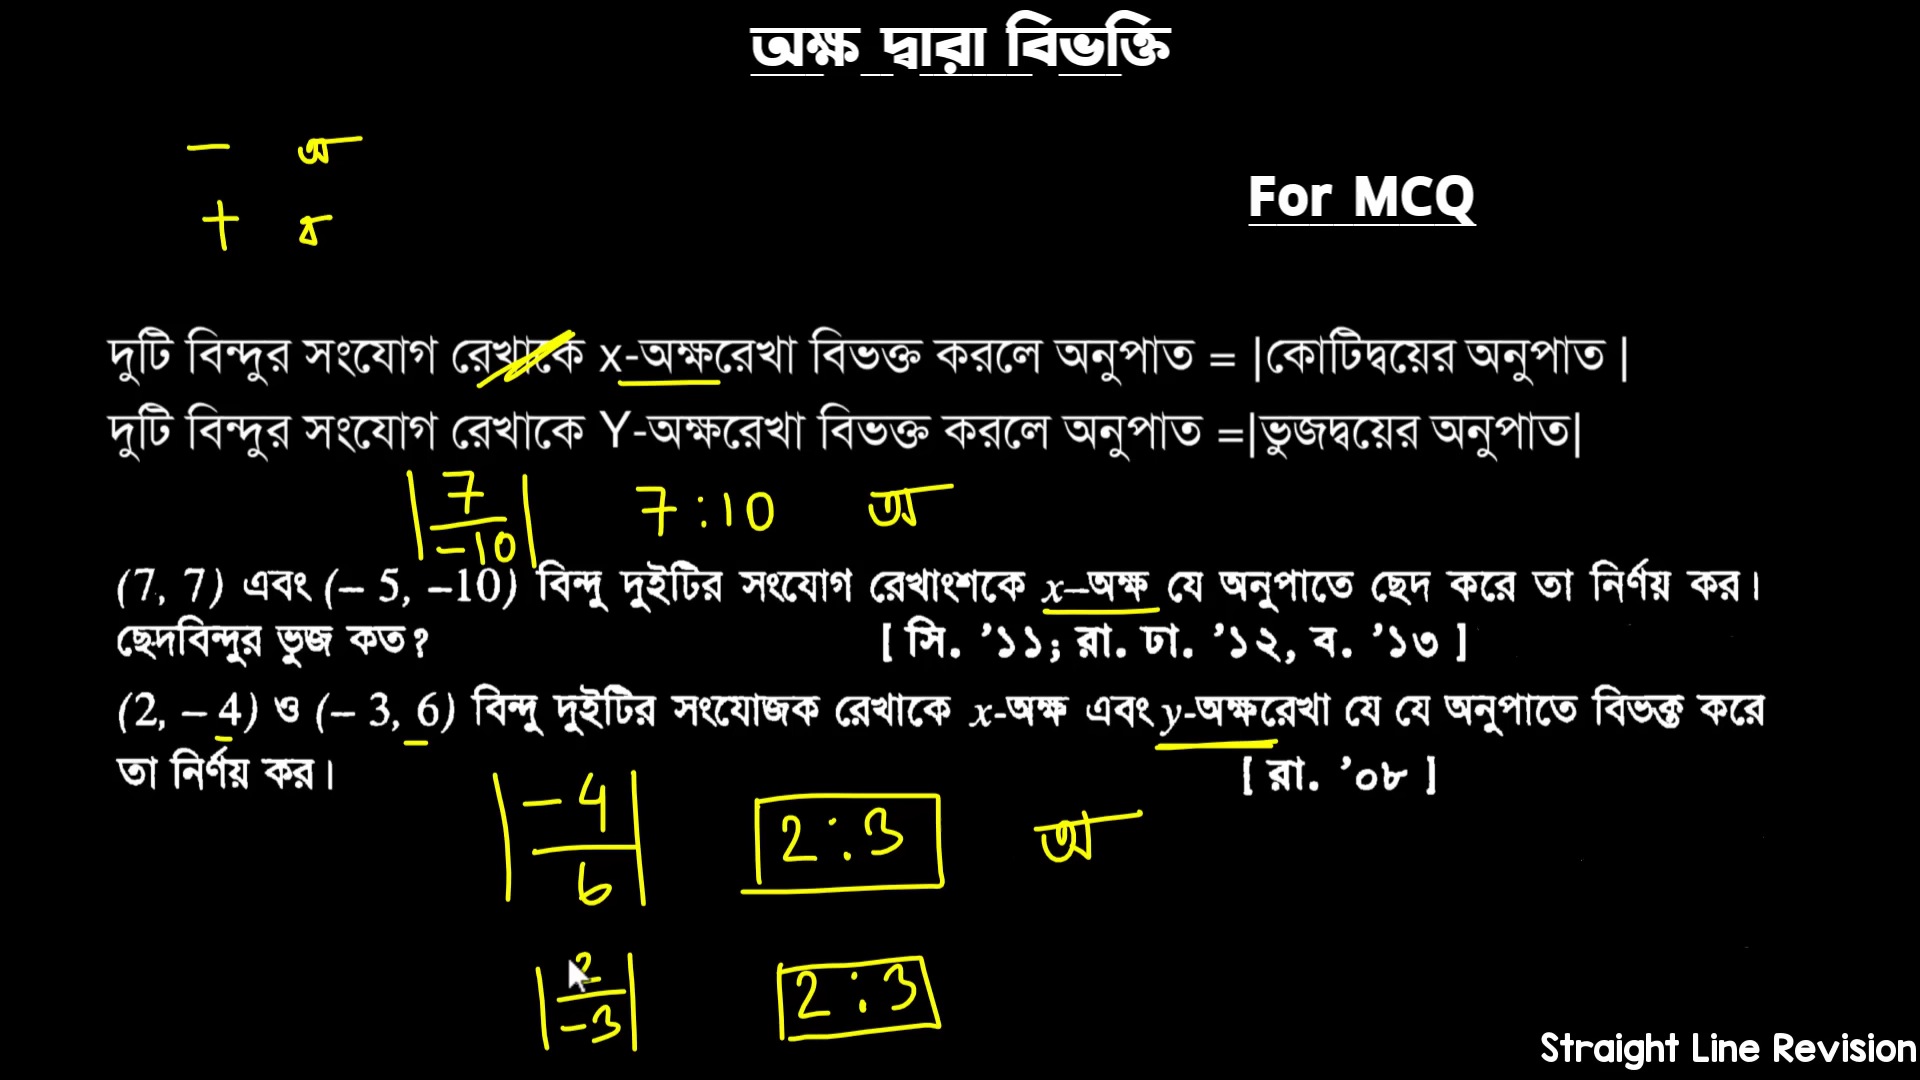 অক্ষ দ্বারা বিভক্তি
– অ
For MCQ
+ ব
দুটি বিন্দুর সংযোগ রেখাকে x-অক্ষরেখা বিভক্ত করলে অনুপাত = |কোটিদ্বয়ের অনুপাত |
দুটি বিন্দুর সংযোগ রেখাকে Y-অক্ষরেখা বিভক্ত করলে অনুপাত =|ভুজদ্বয়ের অনুপাত|
|7/-10| 7:10 অ
(7, 7) এবং (– 5, –10) বিন্দু দুইটির সংযোগ রেখাংশকে x–অক্ষ যে অনুপাতে ছেদ করে তা নির্ণয় কর।
ছেদবিন্দুর ভুজ কত? [ সি. ’১১; রা. ঢা. ’১২, ব. ’১৩ ]
(2, – 4) ও (– 3, 6) বিন্দু দুইটির সংযোজক রেখাকে x-অক্ষ এবং y-অক্ষরেখা যে যে অনুপাতে বিভক্ত করে
তা নির্ণয় কর। [ রা. ’০৮ ]
|-4/6| 2:3 অ
|2/-3| 2:3
Straight Line Revision